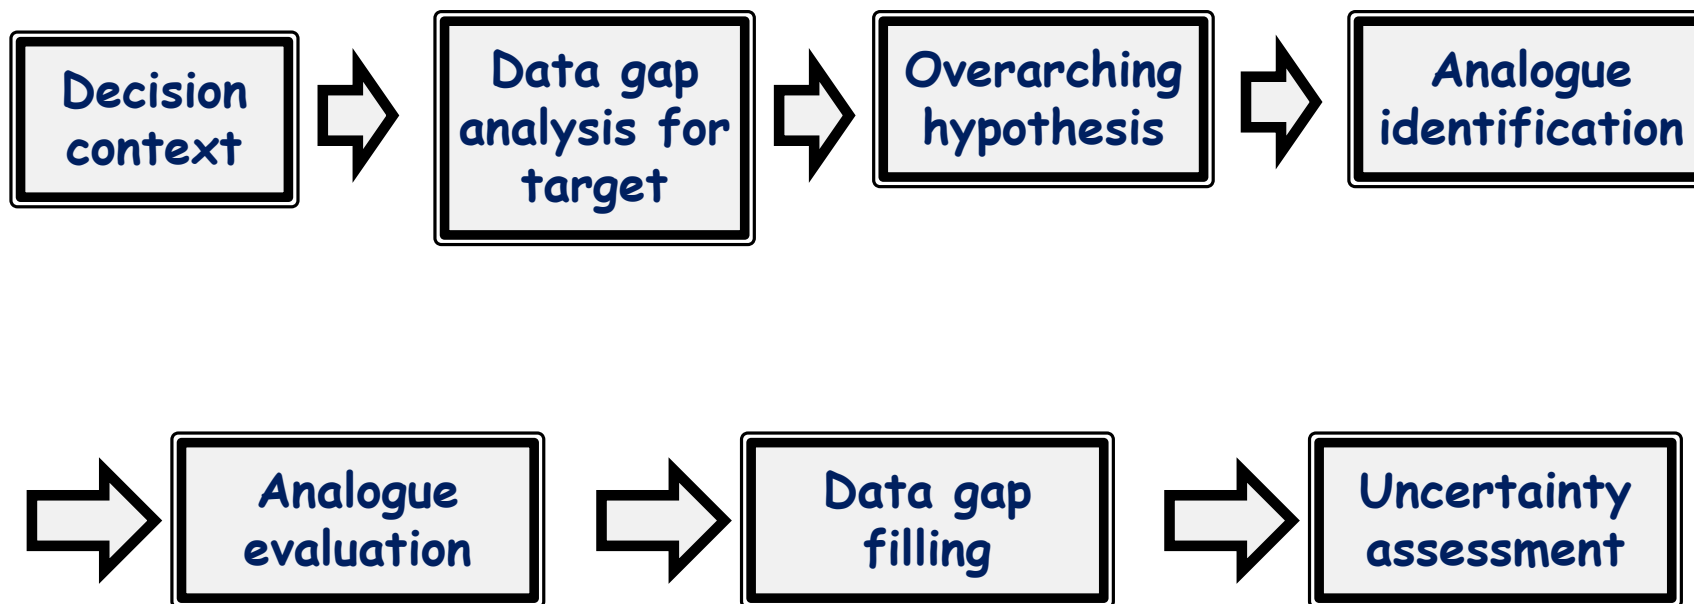 Decision
context
Data gap
analysis for
target
Overarching
hypothesis
Analogue
identification
Analogue
evaluation
Data gap
filling
Uncertainty
assessment